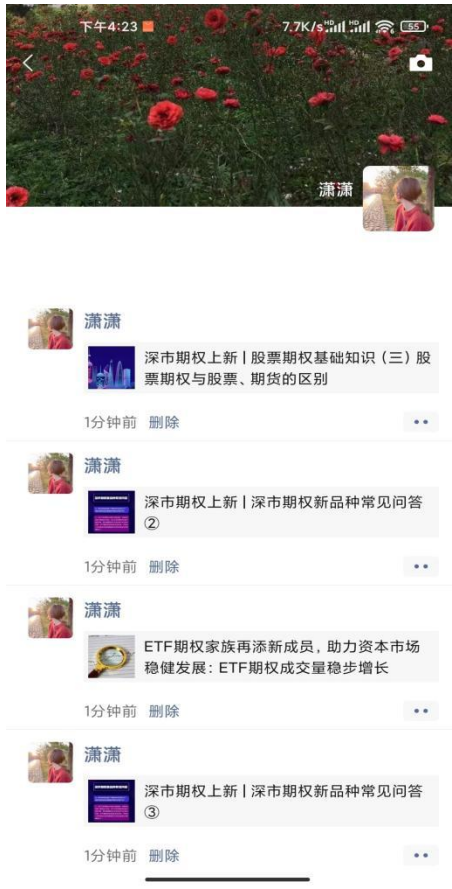 下午4:23
7.7K/s HD HD 55
潇潇
潇潇
深市期权上新 | 股票期权基础知识（三）股
票期权与股票、期货的区别
1分钟前 删除
潇潇
深市期权上新 | 深市期权新品种常见问答
②
1分钟前 删除
潇潇
ETF期权家族再添新成员，助力资本市场
稳健发展：ETF期权成交量稳步增长
1分钟前 删除
潇潇
深市期权上新 | 深市期权新品种常见问答
③
1分钟前 删除